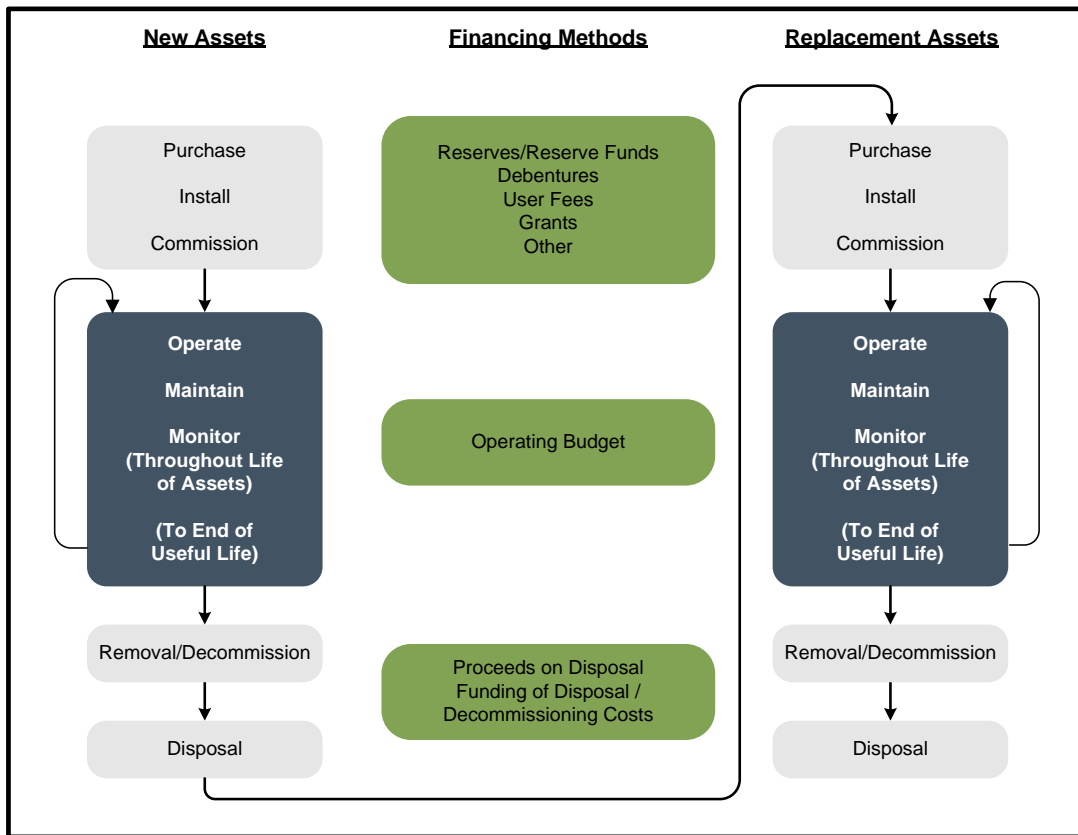 New Assets
Financing Methods
Replacement Assets
Purchase
Install
Commission
Reserves/Reserve Funds
Debentures
User Fees
Grants
Other
Purchase
Install
Commission
Operate
Maintain
Monitor
(Throughout Life
of Assets)
(To End of
Useful Life)
Operating Budget
Operate
Maintain
Monitor
(Throughout Life
of Assets)
(To End of
Useful Life)
Removal/Decommission
Proceeds on Disposal
Funding of Disposal /
Decommissioning Costs
Removal/Decommission
Disposal
Disposal